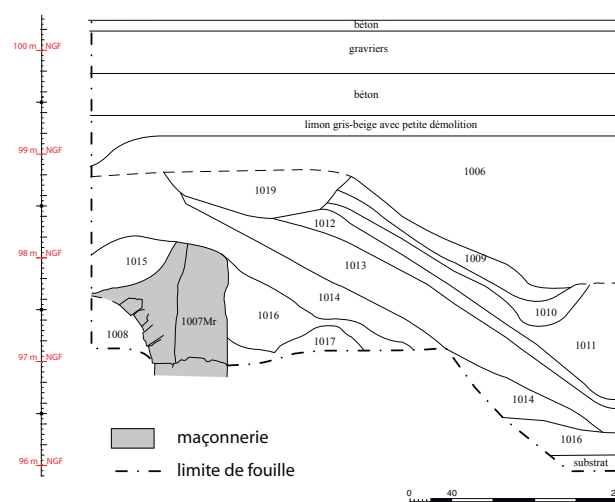 béton
100 m NGF
gravriers
béton
limon gris-beige avec petite démolition
99 m NGF
1006
1019
1012
1015
98 m NGF
1009
1013
1014
1010
1007Mr
1016
1008
1017
1011
97 m NGF
1014
1016
maçonnerie
substrat
96 m NGF
limite de fouille
0 40